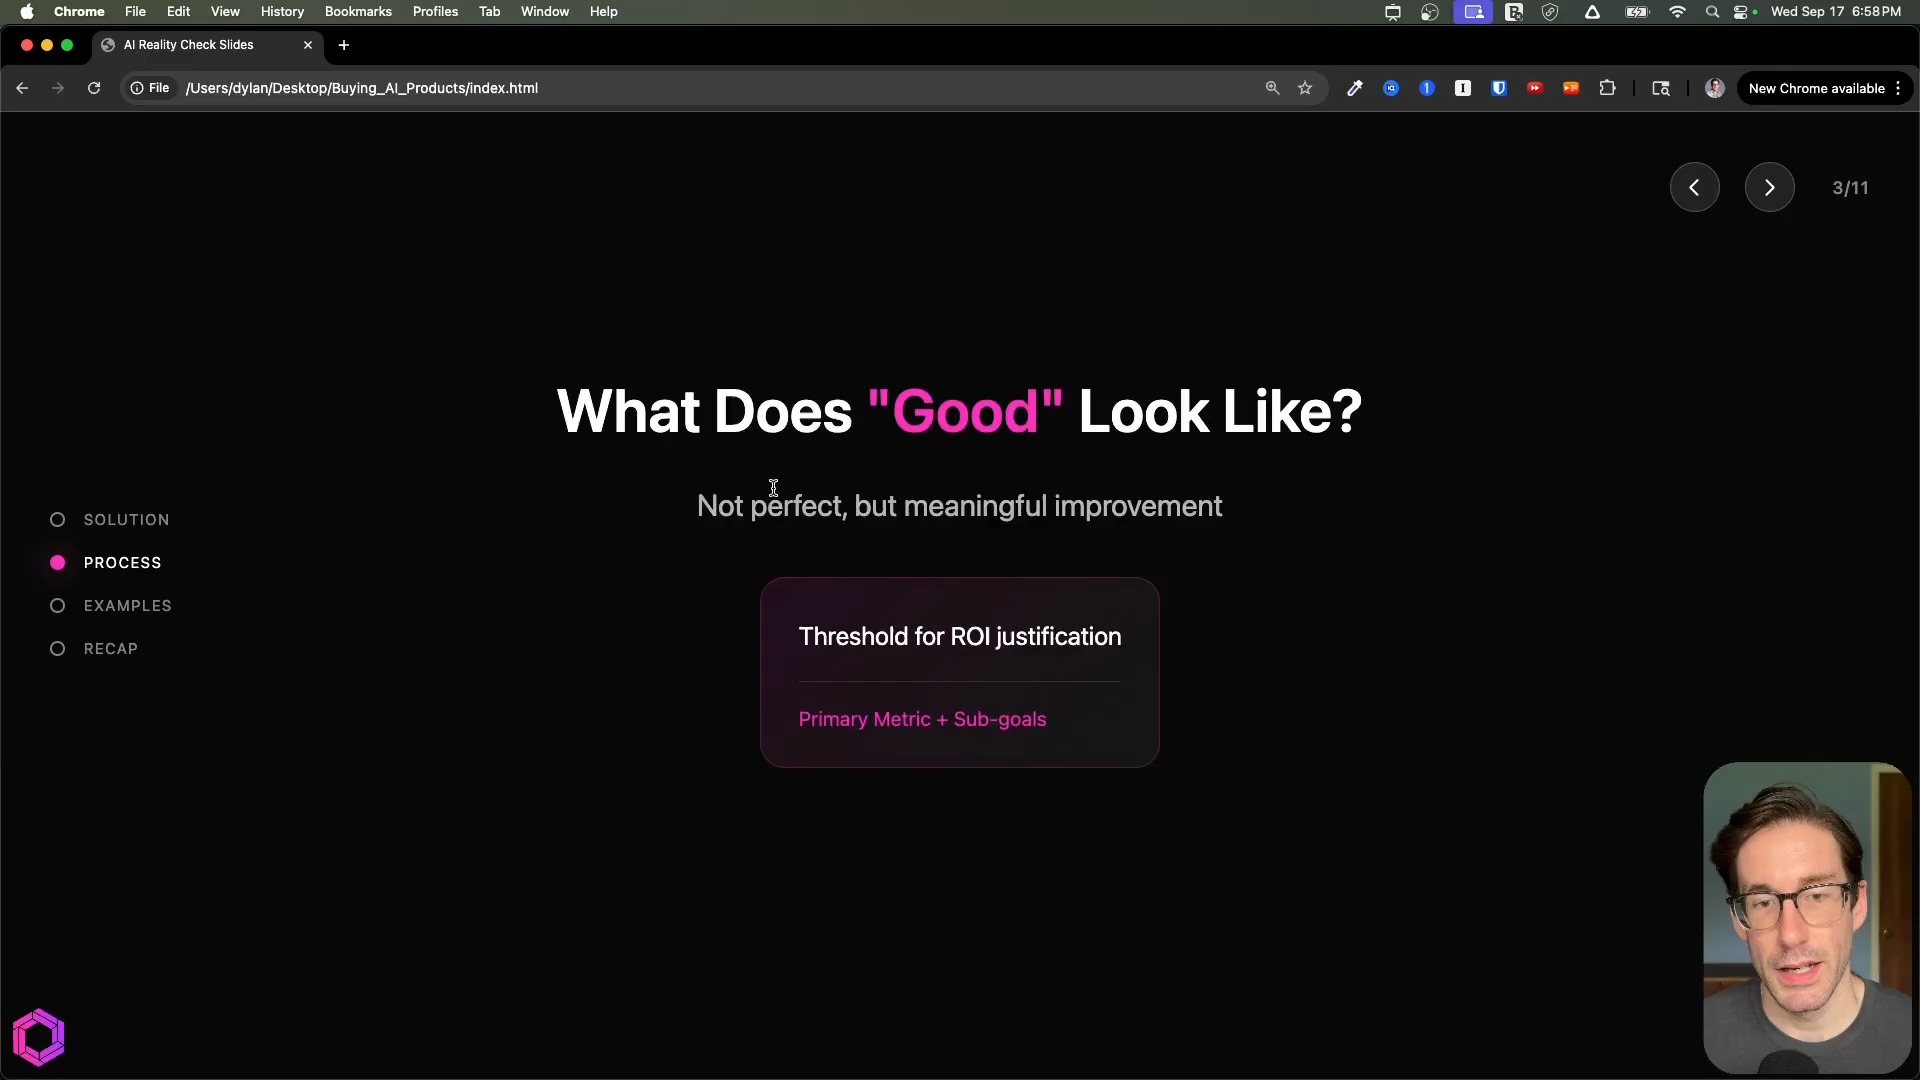 Chrome File Edit View History Bookmarks Profiles Tab Window Help Wed Sep 17 6:58 PM
AI Reality Check Slides
File /Users/dylan/Desktop/Buying_AI_Products/index.html New Chrome available
3/11
What Does "Good" Look Like?
Not perfect, but meaningful improvement
SOLUTION
PROCESS
EXAMPLES
RECAP
Threshold for ROI justification
Primary Metric + Sub-goals